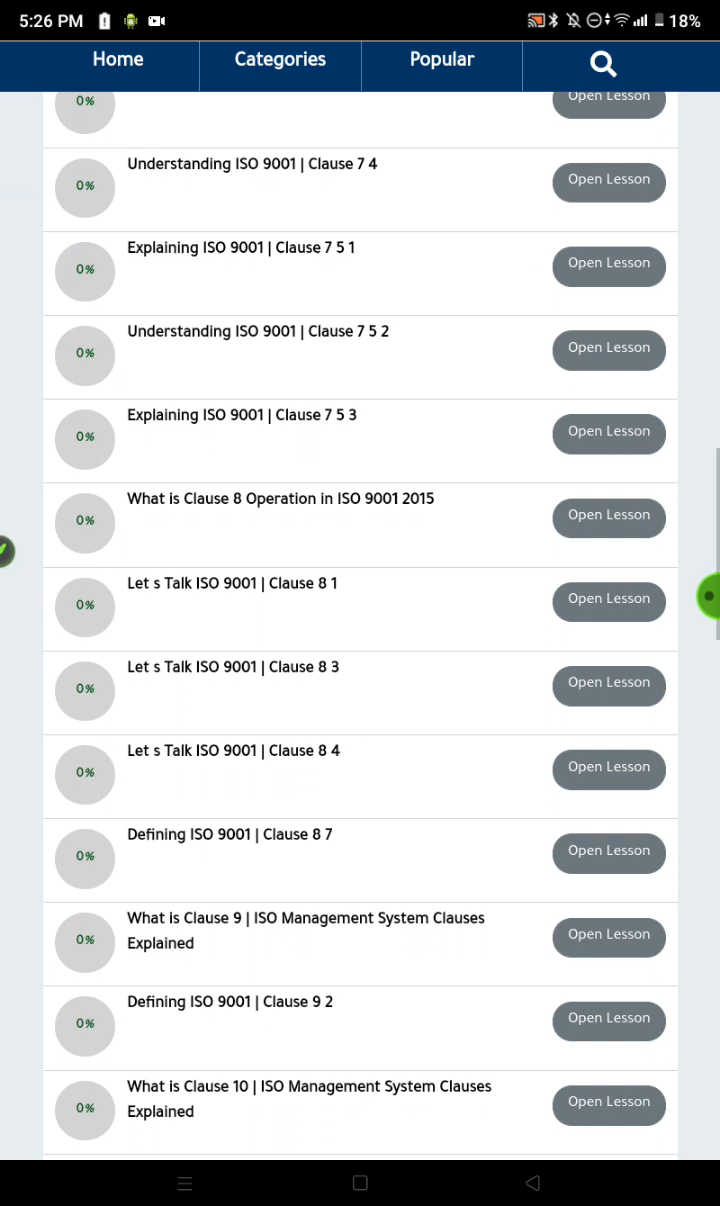 5:26 PM
18%
Home Categories Popular
0% Open Lesson
Understanding ISO 9001 | Clause 7 4
0% Open Lesson
Explaining ISO 9001 | Clause 7 5 1
0% Open Lesson
Understanding ISO 9001 | Clause 7 5 2
0% Open Lesson
Explaining ISO 9001 | Clause 7 5 3
0% Open Lesson
What is Clause 8 Operation in ISO 9001 2015
0% Open Lesson
Let s Talk ISO 9001 | Clause 8 1
0% Open Lesson
Let s Talk ISO 9001 | Clause 8 3
0% Open Lesson
Let s Talk ISO 9001 | Clause 8 4
0% Open Lesson
Defining ISO 9001 | Clause 8 7
0% Open Lesson
What is Clause 9 | ISO Management System Clauses
Explained
0% Open Lesson
Defining ISO 9001 | Clause 9 2
0% Open Lesson
What is Clause 10 | ISO Management System Clauses
Explained
0% Open Lesson